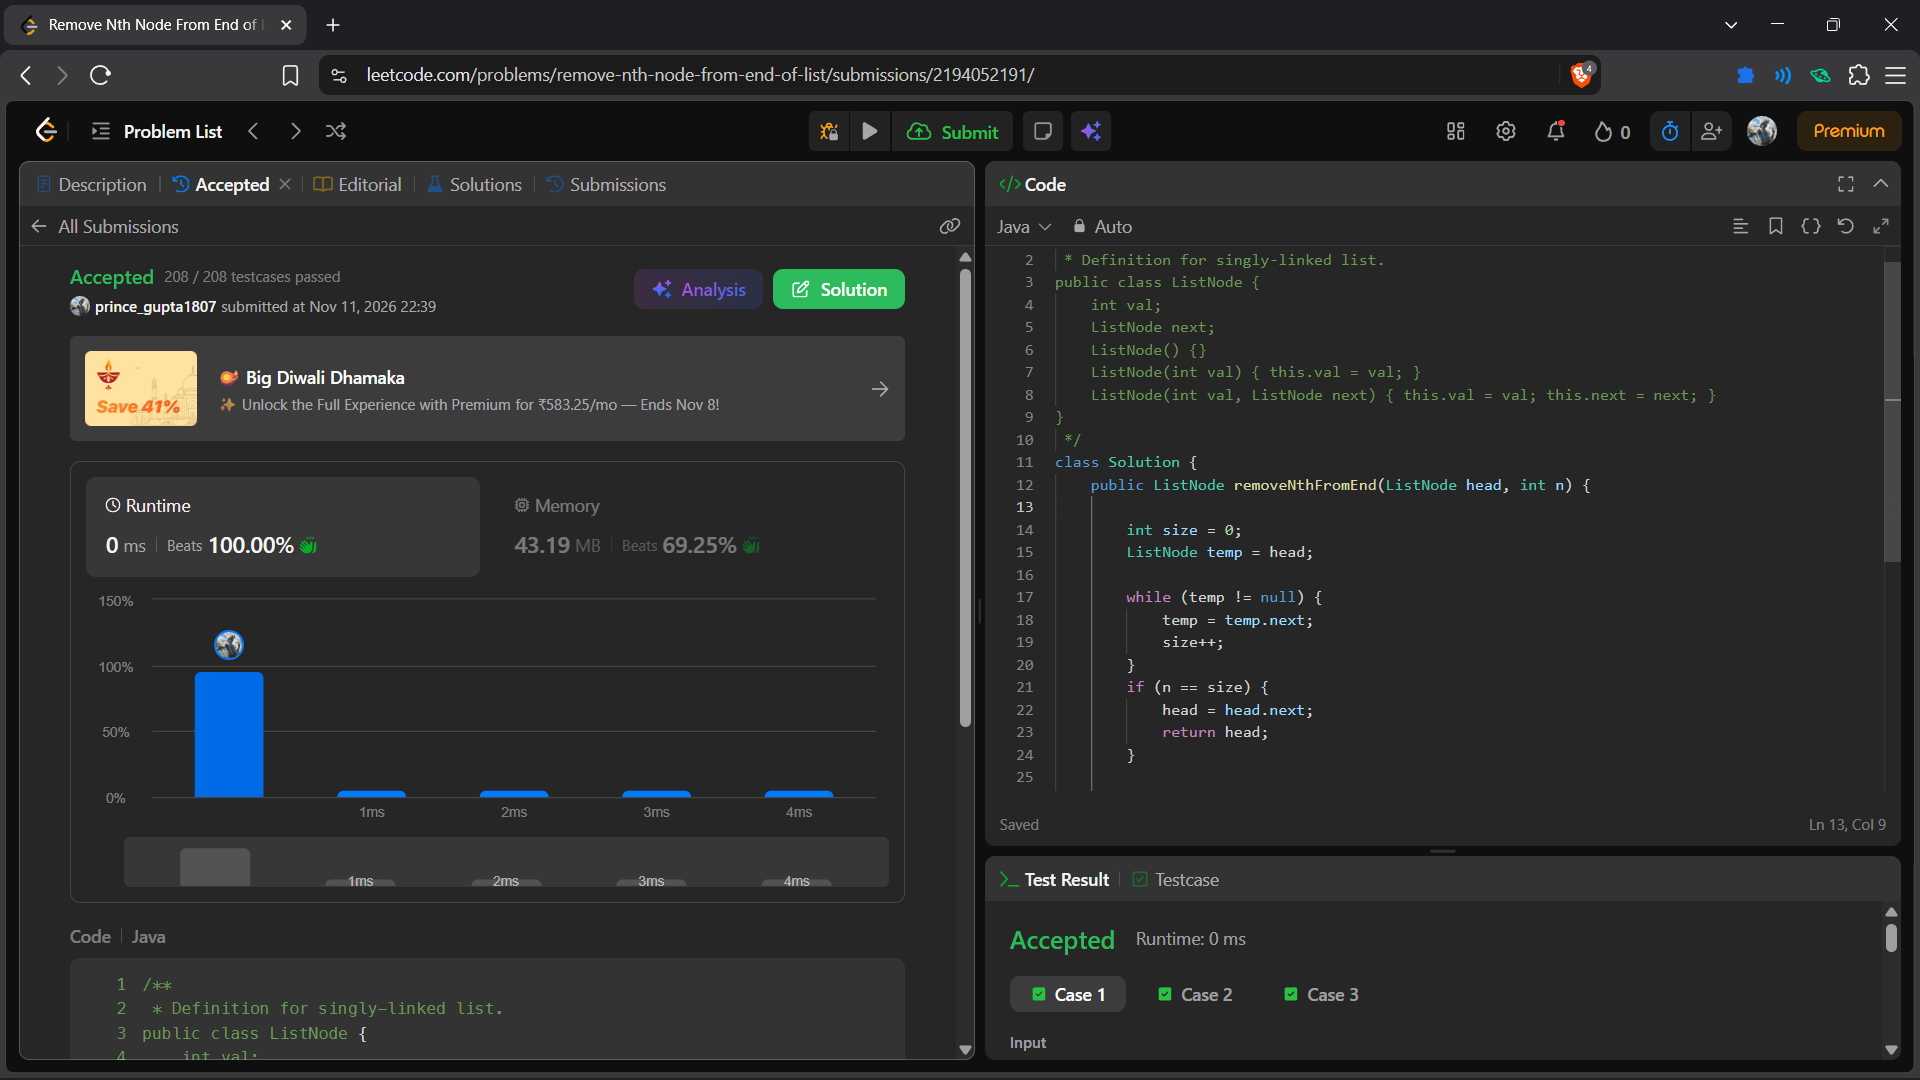 Remove Nth Node From End of
leetcode.com/problems/remove-nth-node-from-end-of-list/submissions/2194052191/
4
Problem List
Submit
0
Premium
Description
Accepted
Editorial
Solutions
Submissions
All Submissions
Accepted 208 / 208 testcases passed
prince_gupta1807 submitted at Nov 11, 2026 22:39
Analysis
Solution
Save 41%
Big Diwali Dhamaka
Unlock the Full Experience with Premium for ₹583.25/mo — Ends Nov 8!
Runtime
0 ms Beats 100.00%
Memory
43.19 MB Beats 69.25%
150%
100%
50%
0%
1ms 2ms 3ms 4ms
1ms 2ms 3ms 4ms
Code Java
1 /**
2 * Definition for singly-linked list.
3 public class ListNode {
4 int val;
</> Code
Java Auto
2 * Definition for singly-linked list.
3 public class ListNode {
4 int val;
5 ListNode next;
6 ListNode() {}
7 ListNode(int val) { this.val = val; }
8 ListNode(int val, ListNode next) { this.val = val; this.next = next; }
9 }
10 */
11 class Solution {
12 public ListNode removeNthFromEnd(ListNode head, int n) {
13
14 int size = 0;
15 ListNode temp = head;
16
17 while (temp != null) {
18 temp = temp.next;
19 size++;
20 }
21 if (n == size) {
22 head = head.next;
23 return head;
24 }
25
Saved
Ln 13, Col 9
Test Result
Testcase
Accepted Runtime: 0 ms
Case 1
Case 2
Case 3
Input